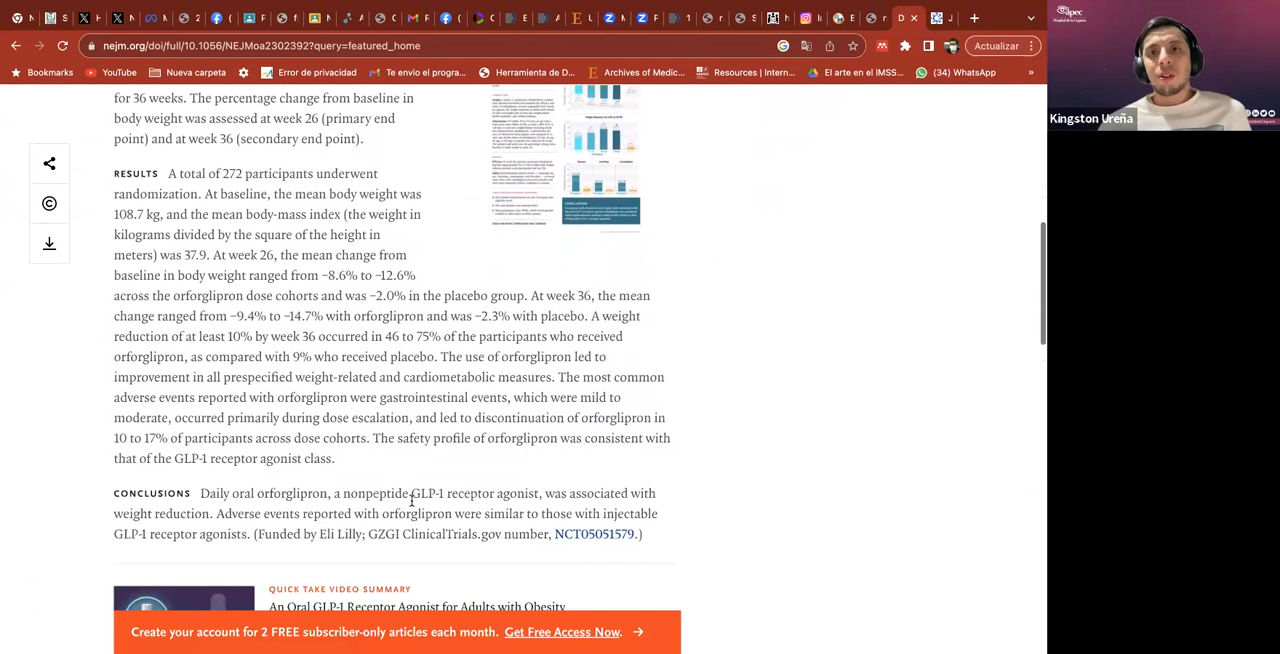 nejm.org/doi/full/10.1056/NEJMoa2302392?query=featured_home
Actualizar
Bookmarks
YouTube
Nueva carpeta
Error de privacidad
Te envio el progra...
Herramienta de D...
Archives of Medic...
Resources | Intern...
El arte en el IMSS...
(34) WhatsApp
»
apec
Kingston Ureña
for 36 weeks. The percentage change from baseline in
body weight was assessed at week 26 (primary end
point) and at week 36 (secondary end point).
RESULTS A total of 272 participants underwent
randomization. At baseline, the mean body weight was
108.7 kg, and the mean body-mass index (the weight in
kilograms divided by the square of the height in
meters) was 37.9. At week 26, the mean change from
baseline in body weight ranged from −8.6% to −12.6%
across the orforglipron dose cohorts and was −2.0% in the placebo group. At week 36, the mean
change ranged from −9.4% to −14.7% with orforglipron and was −2.3% with placebo. A weight
reduction of at least 10% by week 36 occurred in 46 to 75% of the participants who received
orforglipron, as compared with 9% who received placebo. The use of orforglipron led to
improvement in all prespecified weight-related and cardiometabolic measures. The most common
adverse events reported with orforglipron were gastrointestinal events, which were mild to
moderate, occurred primarily during dose escalation, and led to discontinuation of orforglipron in
10 to 17% of participants across dose cohorts. The safety profile of orforglipron was consistent with
that of the GLP-1 receptor agonist class.
CONCLUSIONS Daily oral orforglipron, a nonpeptide GLP-1 receptor agonist, was associated with
weight reduction. Adverse events reported with orforglipron were similar to those with injectable
GLP-1 receptor agonists. (Funded by Eli Lilly; GZGI ClinicalTrials.gov number, NCT05051579.)
QUICK TAKE VIDEO SUMMARY
An Oral GLP-1 Receptor Agonist for Adults with Obesity
Create your account for 2 FREE subscriber-only articles each month. Get Free Access Now. →